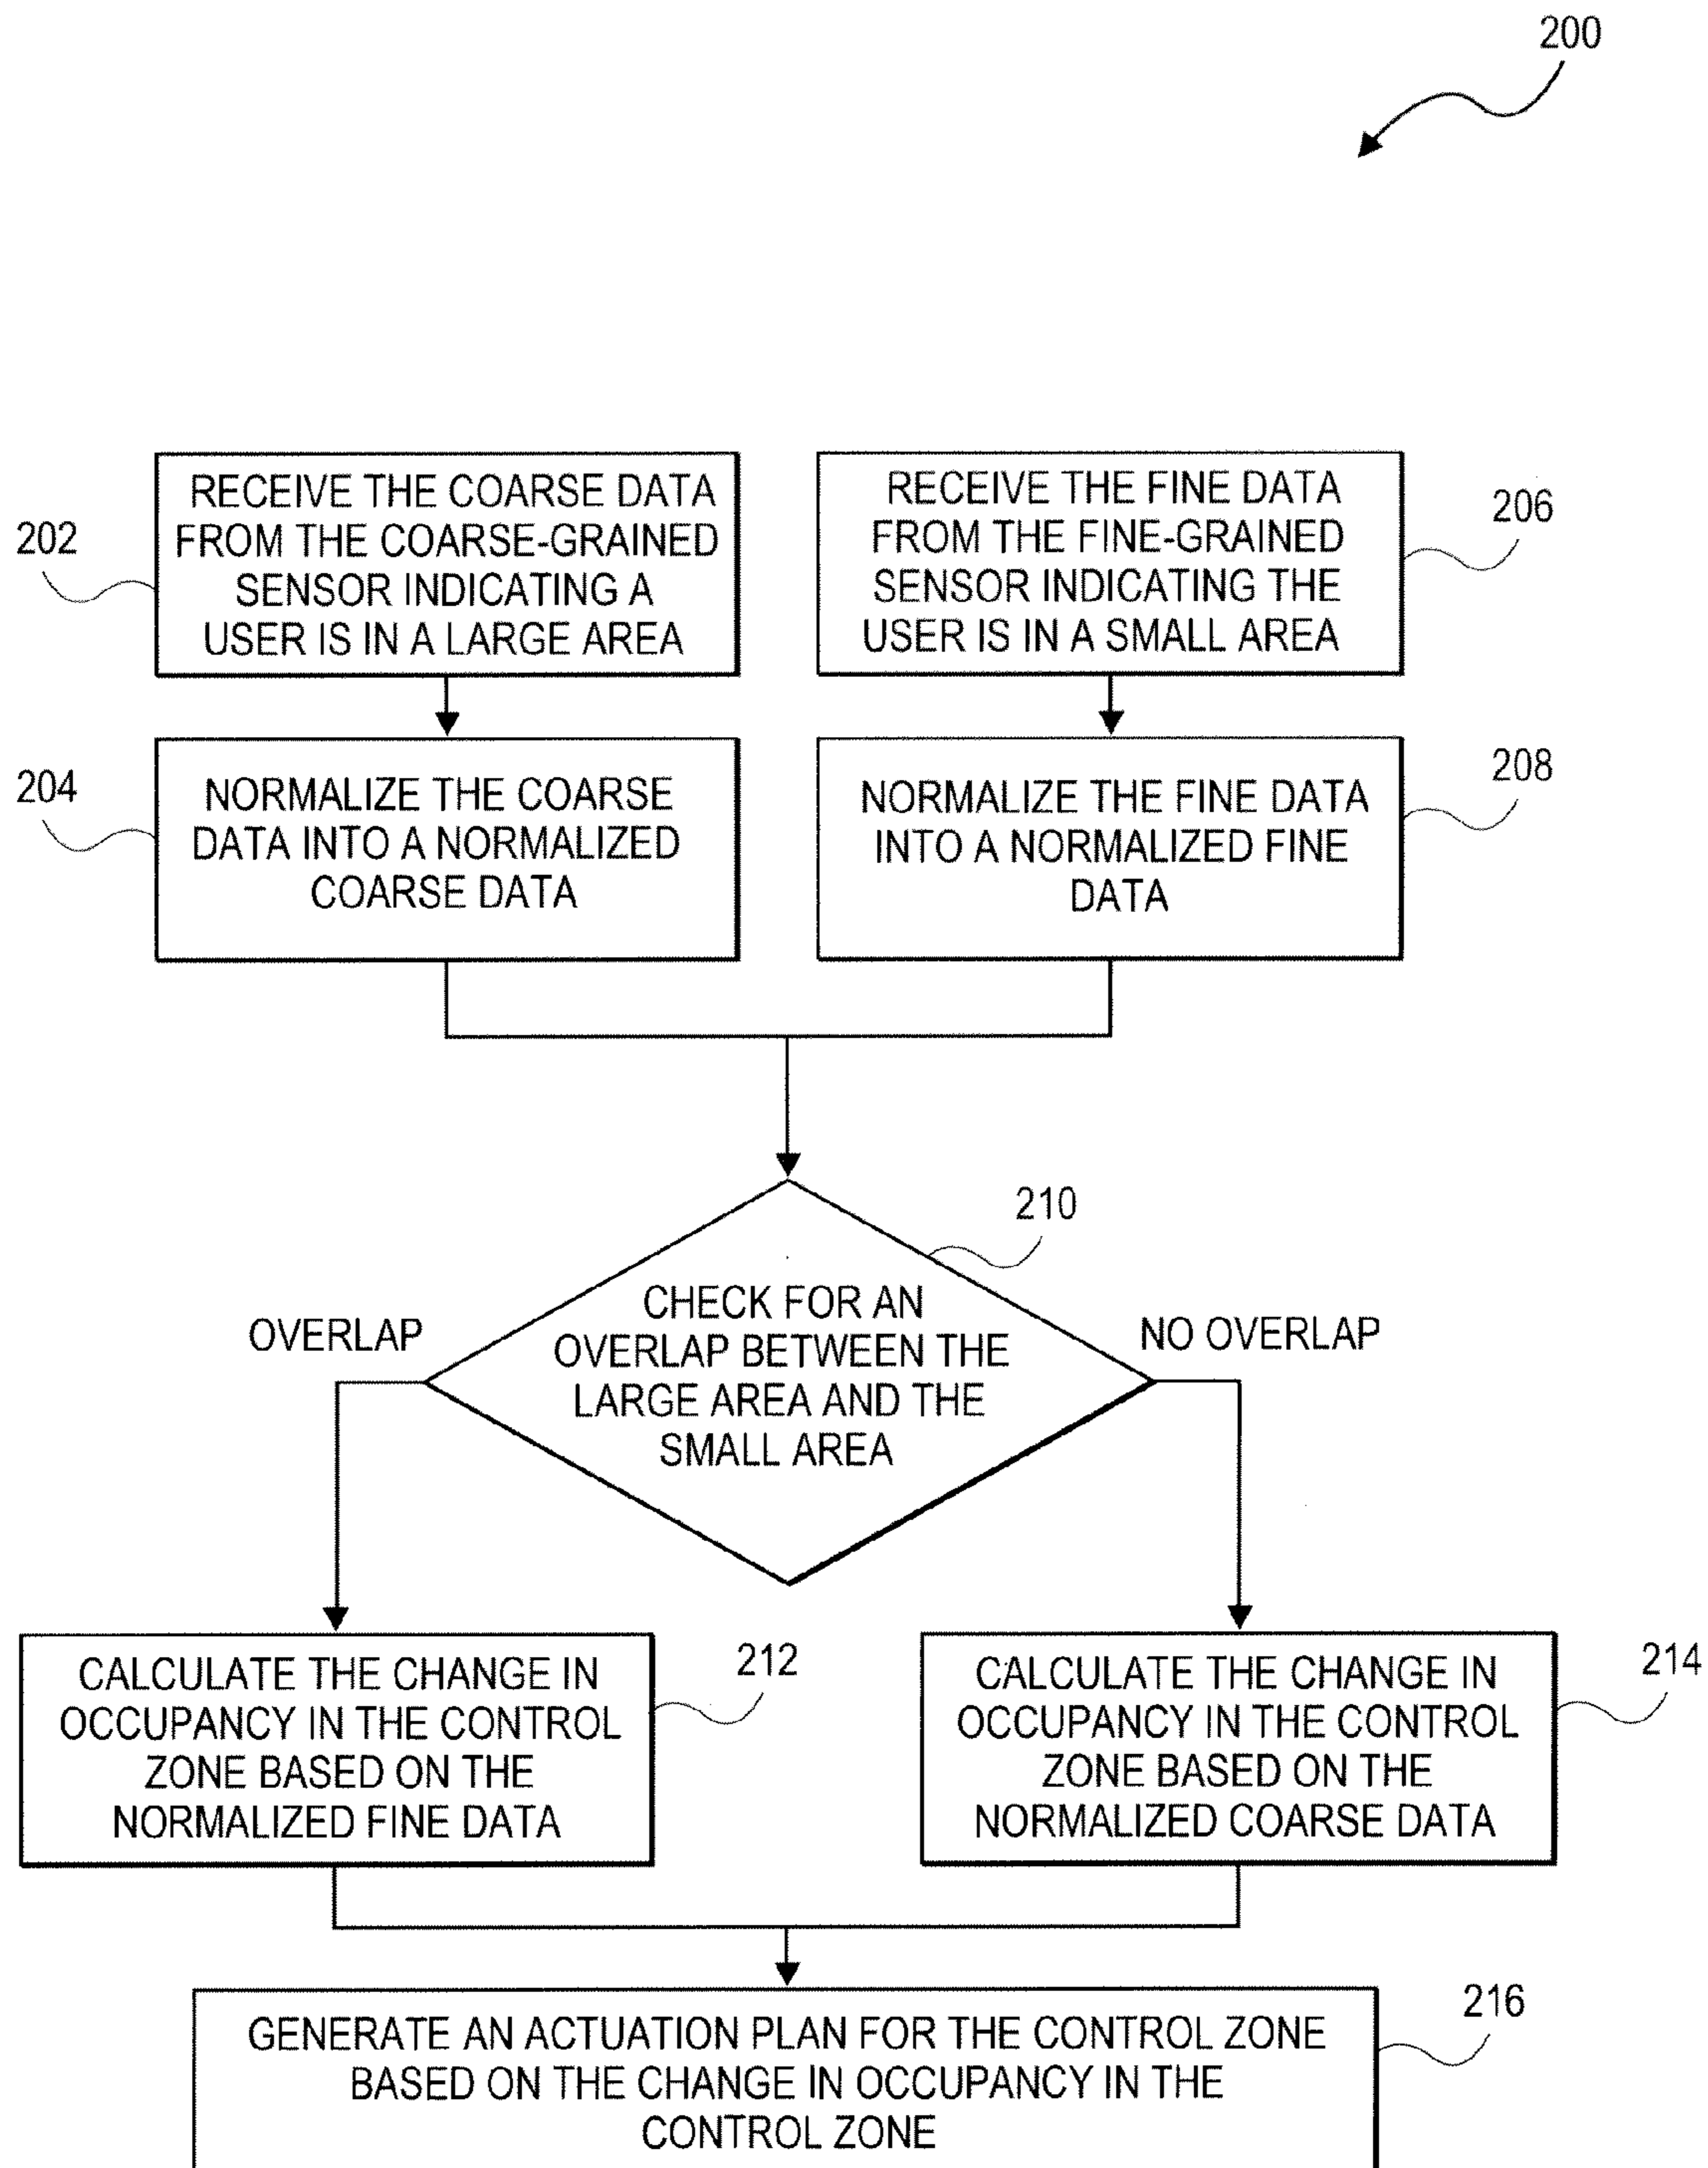 200
RECEIVE THE COARSE DATA
FROM THE COARSE-GRAINED
SENSOR INDICATING A
USER IS IN A LARGE AREA
202
RECEIVE THE FINE DATA
FROM THE FINE-GRAINED
SENSOR INDICATING THE
USER IS IN A SMALL AREA
206
NORMALIZE THE COARSE
DATA INTO A NORMALIZED
COARSE DATA
204
NORMALIZE THE FINE DATA
INTO A NORMALIZED FINE
DATA
208
210
CHECK FOR AN
OVERLAP BETWEEN THE
LARGE AREA AND THE
SMALL AREA
OVERLAP
NO OVERLAP
CALCULATE THE CHANGE IN
OCCUPANCY IN THE CONTROL
ZONE BASED ON THE
NORMALIZED FINE DATA
212
CALCULATE THE CHANGE IN
OCCUPANCY IN THE CONTROL
ZONE BASED ON THE
NORMALIZED COARSE DATA
214
GENERATE AN ACTUATION PLAN FOR THE CONTROL ZONE
BASED ON THE CHANGE IN OCCUPANCY IN THE
CONTROL ZONE
216